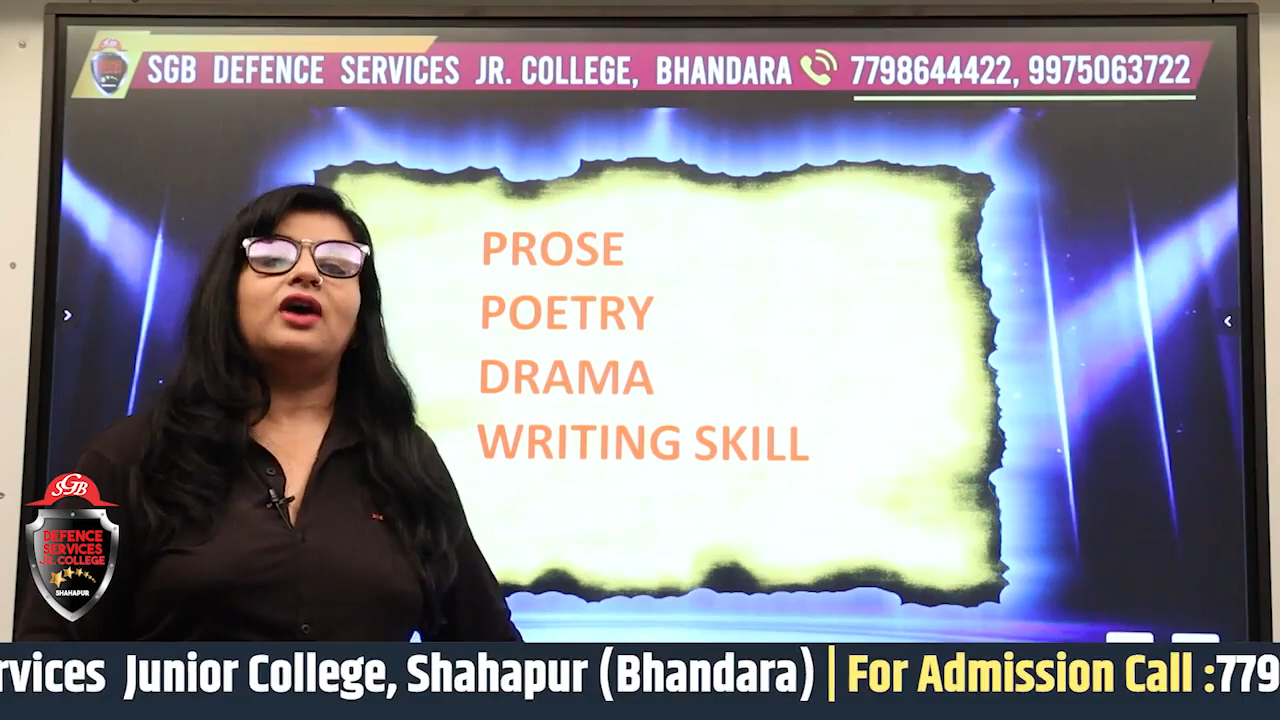 SGB DEFENCE SERVICES JR. COLLEGE, BHANDARA 7798644422, 9975063722
PROSE
POETRY
DRAMA
WRITING SKILL
SGB
DEFENCE
SERVICES
JR. COLLEGE
SHAHAPUR
rvices Junior College, Shahapur (Bhandara) | For Admission Call :779